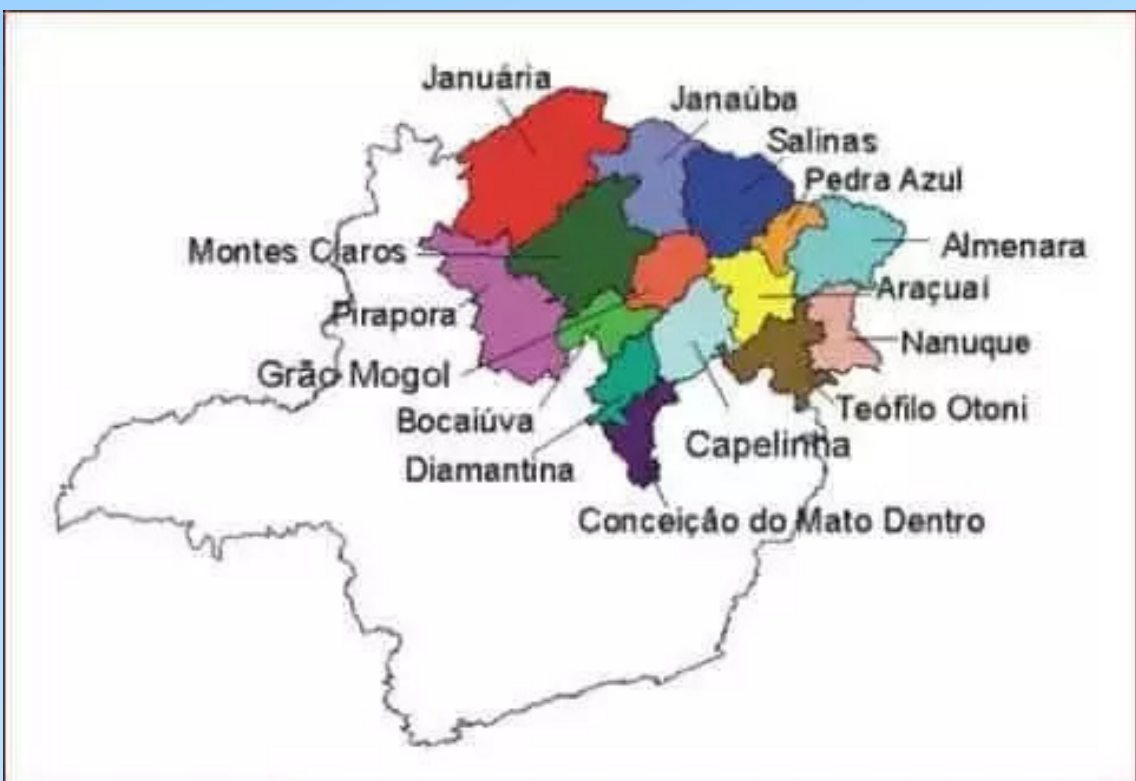 Januária
Janaúba
Salinas
Pedra Azul
Montes Claros
Almenara
Araçuaí
Pirapora
Nanuque
Grão Mogol
Teófilo Otoni
Bocaiúva
Capelinha
Diamantina
Conceição do Mato Dentro